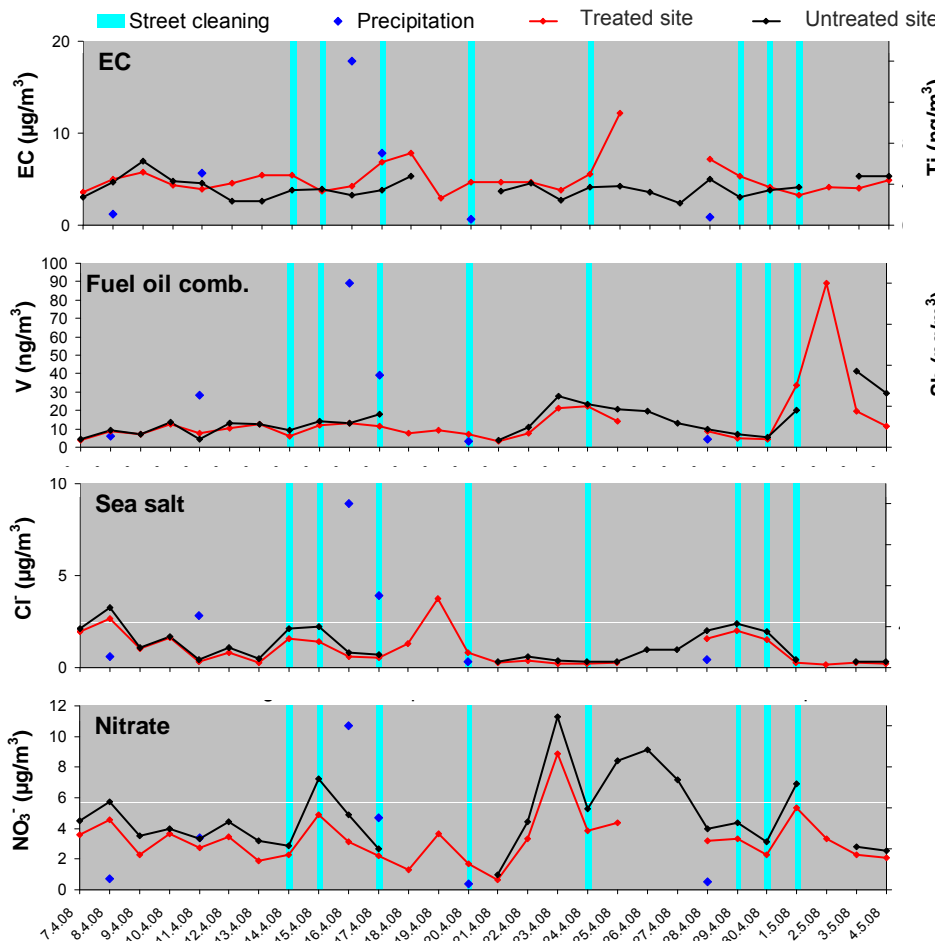 Street cleaning Precipitation Treated site Untreated site
EC
EC (µg/m³)
20
10
0
Fuel oil comb.
V (ng/m³)
100
90
80
70
60
50
40
30
20
10
0
Sea salt
Cl⁻ (µg/m³)
10
5
0
Nitrate
NO₃⁻ (µg/m³)
12
10
8
6
4
2
0
7.4.08 8.4.08 9.4.08 10.4.08 11.4.08 12.4.08 13.4.08 14.4.08 15.4.08 16.4.08 17.4.08 18.4.08 19.4.08 20.4.08 21.4.08 22.4.08 23.4.08 24.4.08 25.4.08 26.4.08 27.4.08 28.4.08 29.4.08 30.4.08 1.5.08 2.5.08 3.5.08 4.5.08